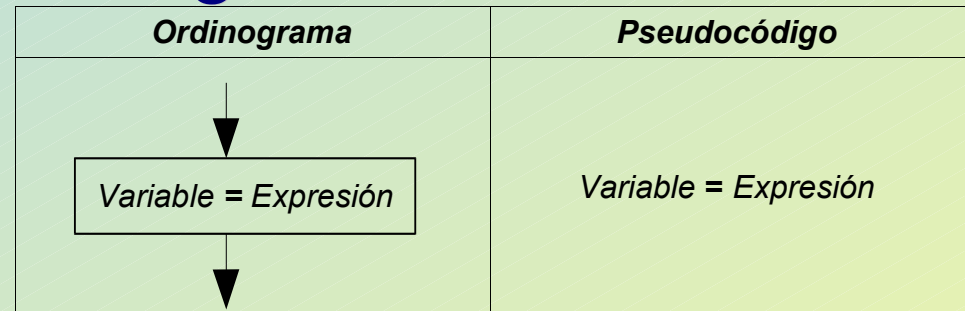 Ordinograma Pseudocódigo
Variable = Expresión Variable = Expresión